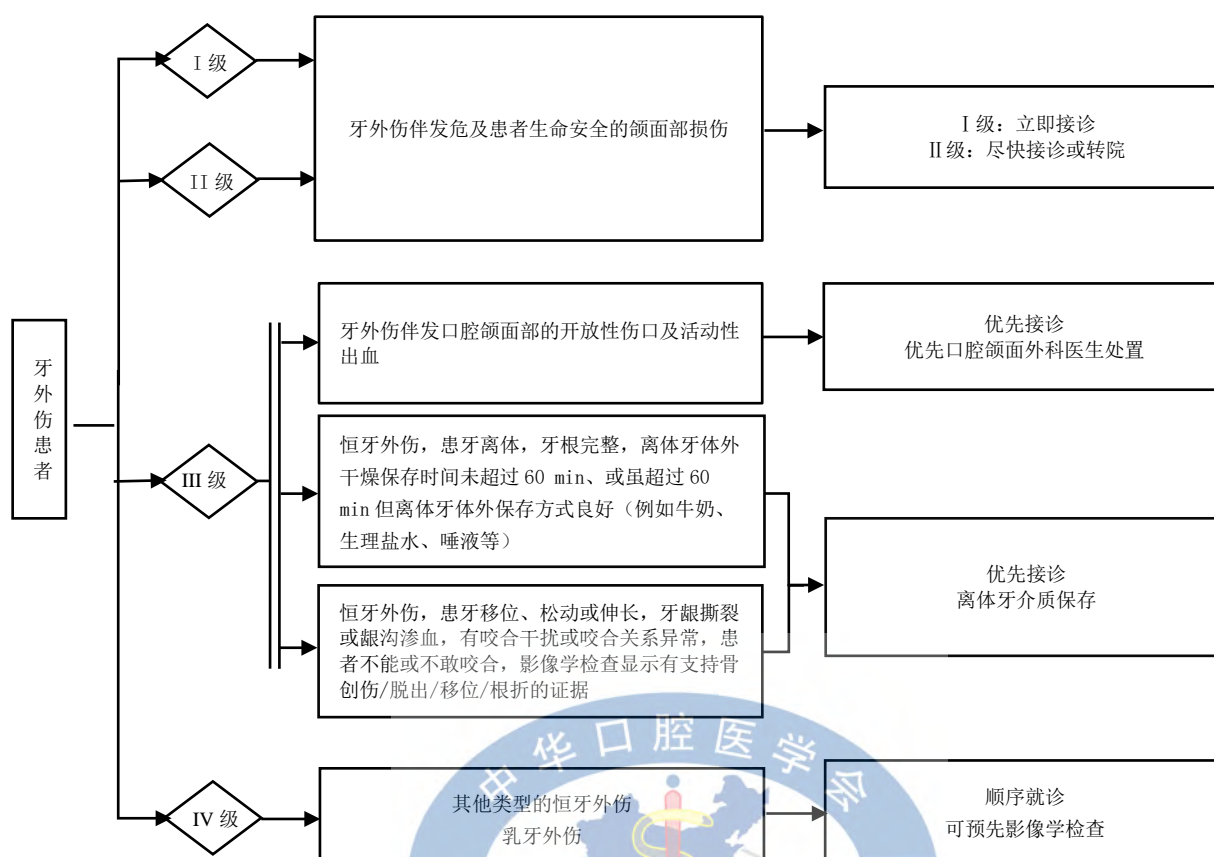 I 级
牙外伤伴发危及患者生命安全的颌面部损伤
I 级：立即接诊
II 级：尽快接诊或转院
II 级
牙外伤患者
牙外伤伴发口腔颌面部的开放性伤口及活动性
出血
优先接诊
优先口腔颌面外科医生处置
III 级
恒牙外伤，患牙离体，牙根完整，离体牙体外
干燥保存时间未超过 60 min、或虽超过 60
min 但离体牙体外保存方式良好（例如牛奶、
生理盐水、唾液等）
优先接诊
离体牙介质保存
恒牙外伤，患牙移位、松动或伸长，牙龈撕裂
或龈沟渗血，有咬合干扰或咬合关系异常，患
者不能或不敢咬合，影像学检查显示有支持骨
创伤/脱出/移位/根折的证据
中华口腔医学会
IV 级
其他类型的恒牙外伤
乳牙外伤
顺序就诊
可预先影像学检查